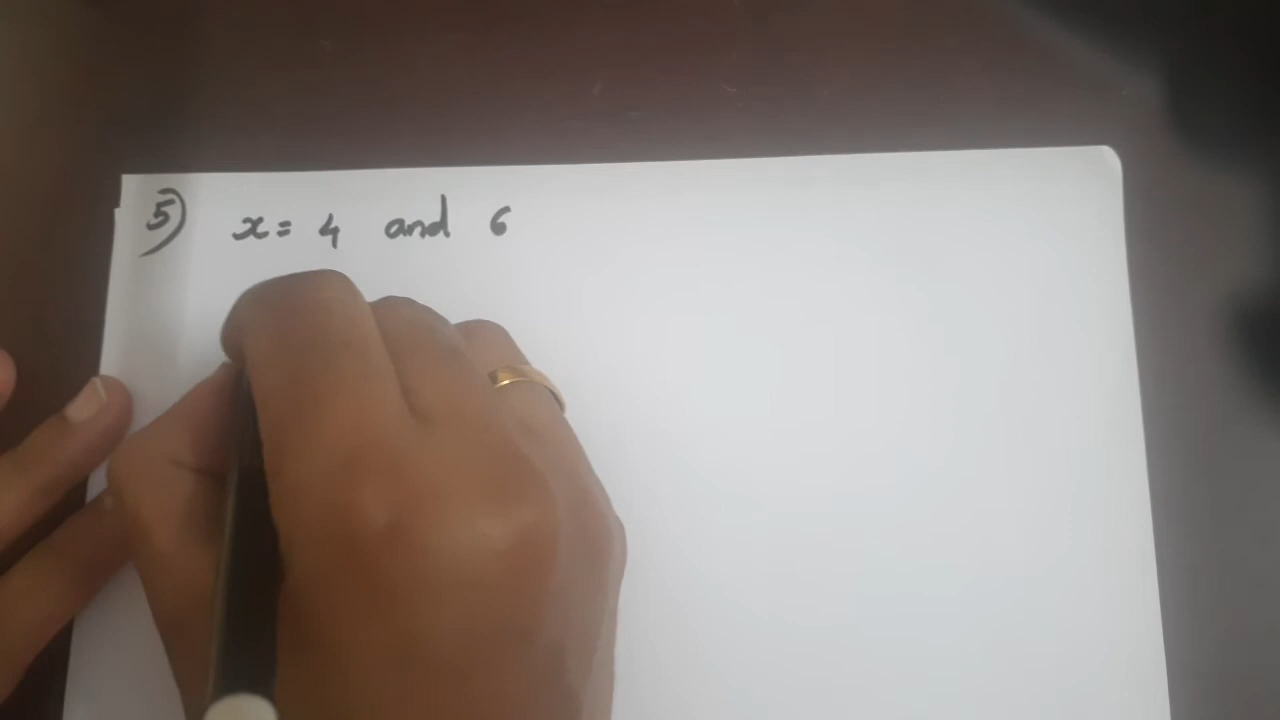 5) x = 4 and 6